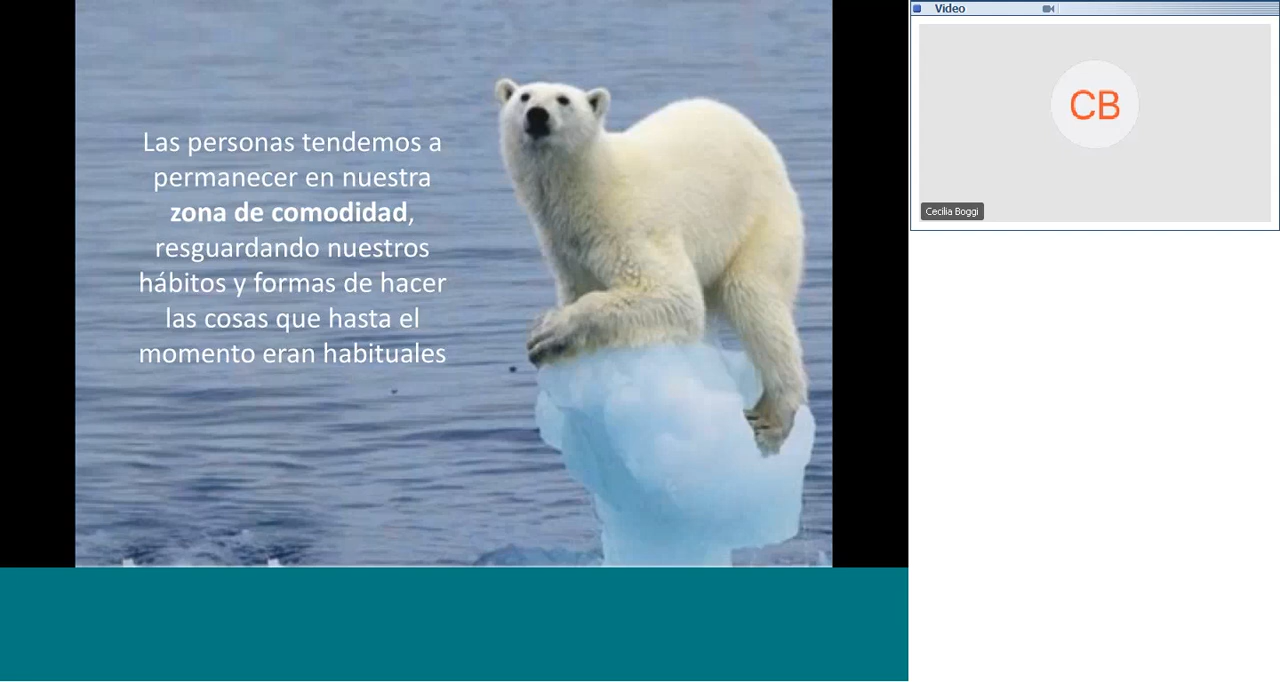 Las personas tendemos a
permanecer en nuestra
zona de comodidad,
resguardando nuestros
hábitos y formas de hacer
las cosas que hasta el
momento eran habituales
Video
CB
Cecilia Boggi